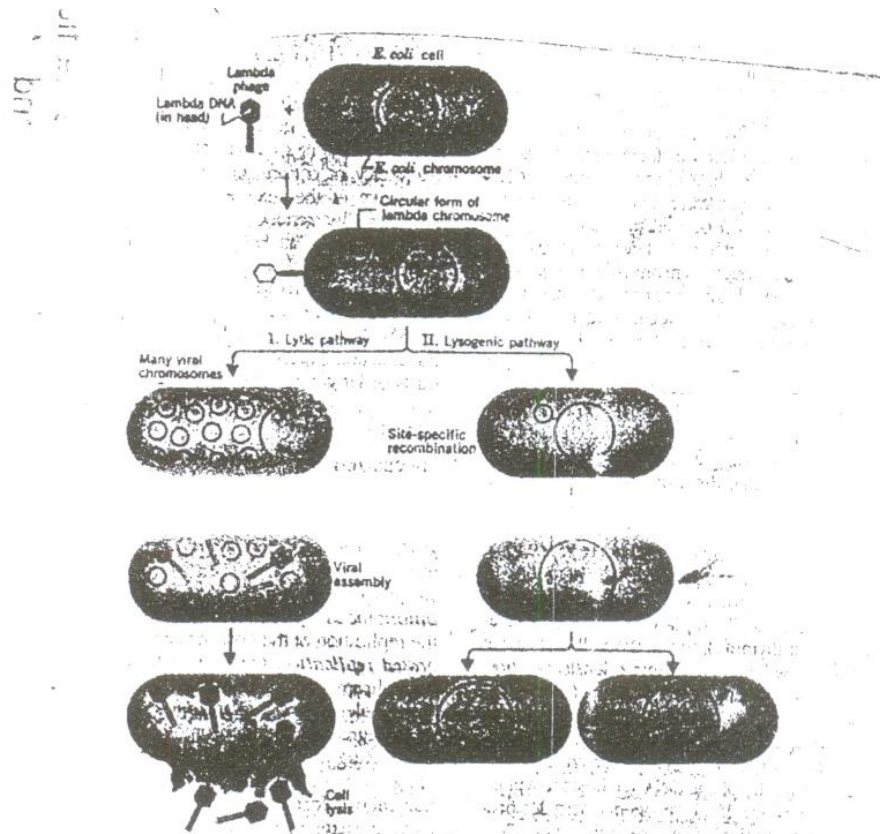 E. coli cell
Lambda
phage
Lambda DNA
(in head)
+
E. coli chromosome
Circular form of
lambda chromosome
I. Lytic pathway
II. Lysogenic pathway
Many viral
chromosomes
Site-specific
recombination
Viral
assembly
Cell
lysis